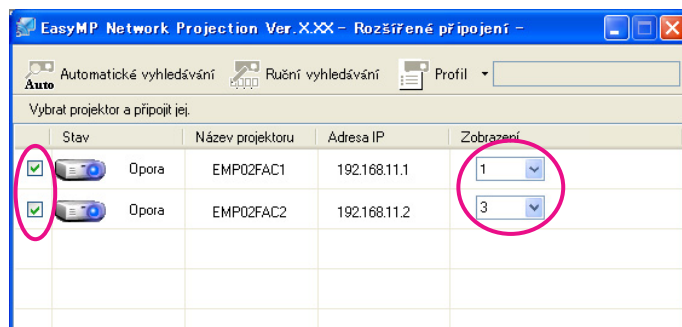 EasyMP Network Projection Ver.X.XX – Rozšířené připojení –
Auto Automatické vyhledávání Ruční vyhledávání Profil
Vybrat projektor a připojit jej.
Stav Název projektoru Adresa IP Zobrazení
Opora EMP02FAC1 192.168.11.1 1
Opora EMP02FAC2 192.168.11.2 3